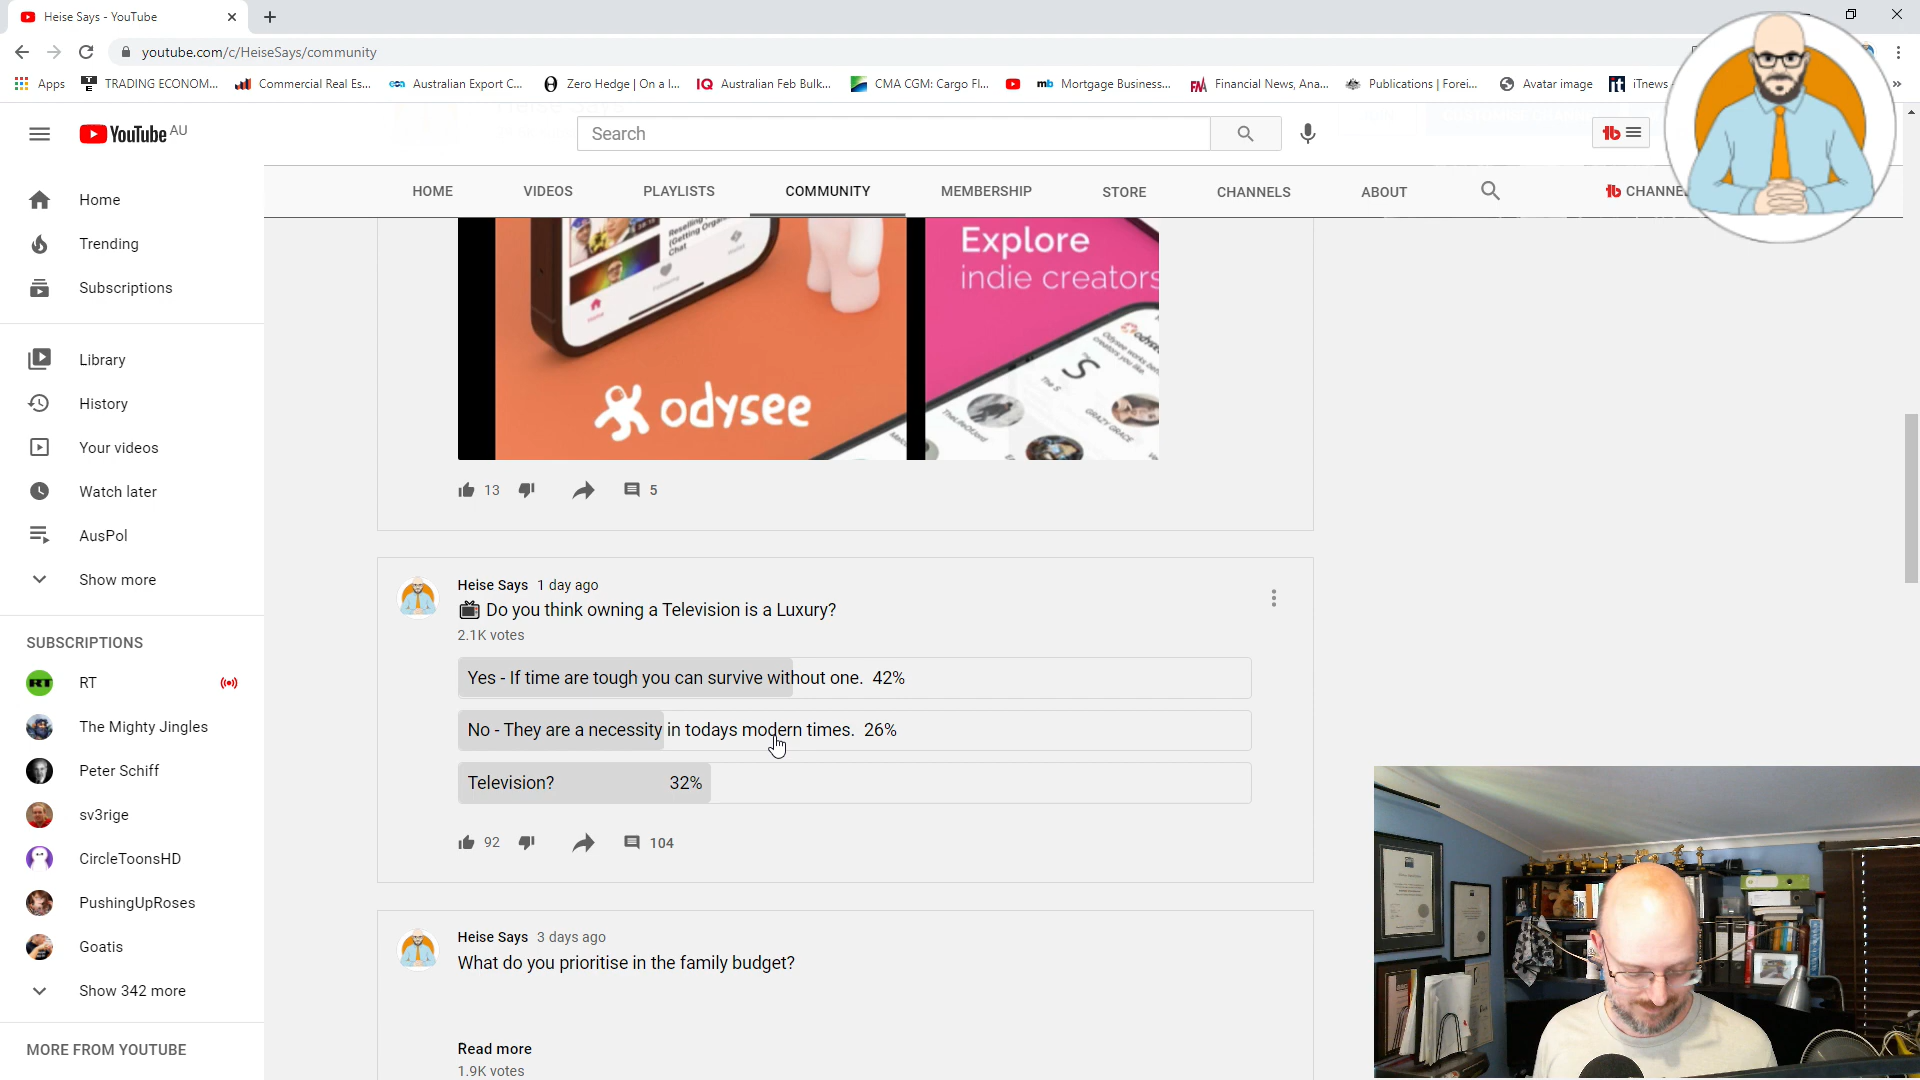 Heise Says - YouTube
youtube.com/c/HeiseSays/community
Apps
TRADING ECONOM...
Commercial Real Es...
Australian Export C...
Zero Hedge | On a l...
Australian Feb Bulk...
CMA CGM: Cargo Fl...
Mortgage Business...
Financial News, Ana...
Publications | Forei...
Avatar image
iTnews
YouTube AU
Search
HOME
VIDEOS
PLAYLISTS
COMMUNITY
MEMBERSHIP
STORE
CHANNELS
ABOUT
CHANNE
Home
Trending
Subscriptions
Library
History
Your videos
Watch later
AusPol
Show more
SUBSCRIPTIONS
RT
The Mighty Jingles
Peter Schiff
sv3rige
CircleToonsHD
PushingUpRoses
Goatis
Show 342 more
MORE FROM YOUTUBE
Reselling
(Getting Organ
Chat
odysee
Explore
indie creators
GRAZY GRACE
13
5
Heise Says 1 day ago
Do you think owning a Television is a Luxury?
2.1K votes
Yes - If time are tough you can survive without one. 42%
No - They are a necessity in todays modern times. 26%
Television? 32%
92
104
Heise Says 3 days ago
What do you prioritise in the family budget?
Read more
1.9K votes